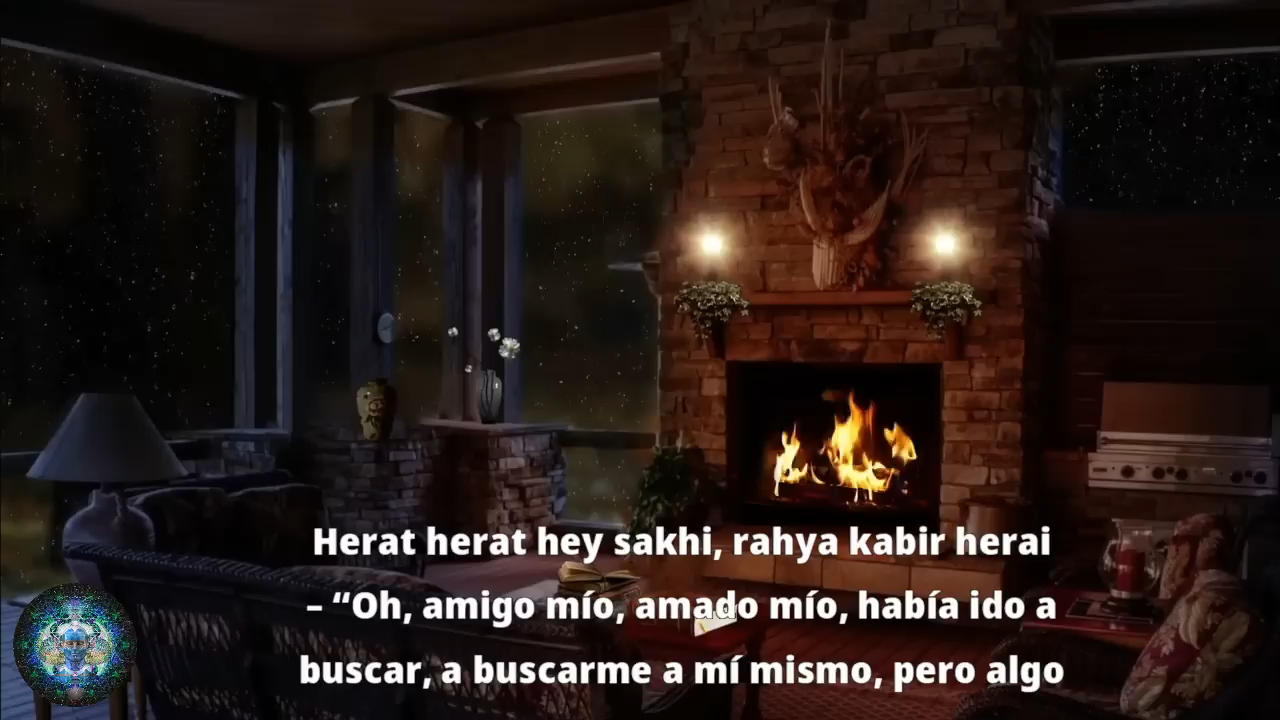 Herat herat hey sakhi, rahya kabir herai
– “Oh, amigo mío, amado mío, había ido a
buscar, a buscarme a mí mismo, pero algo